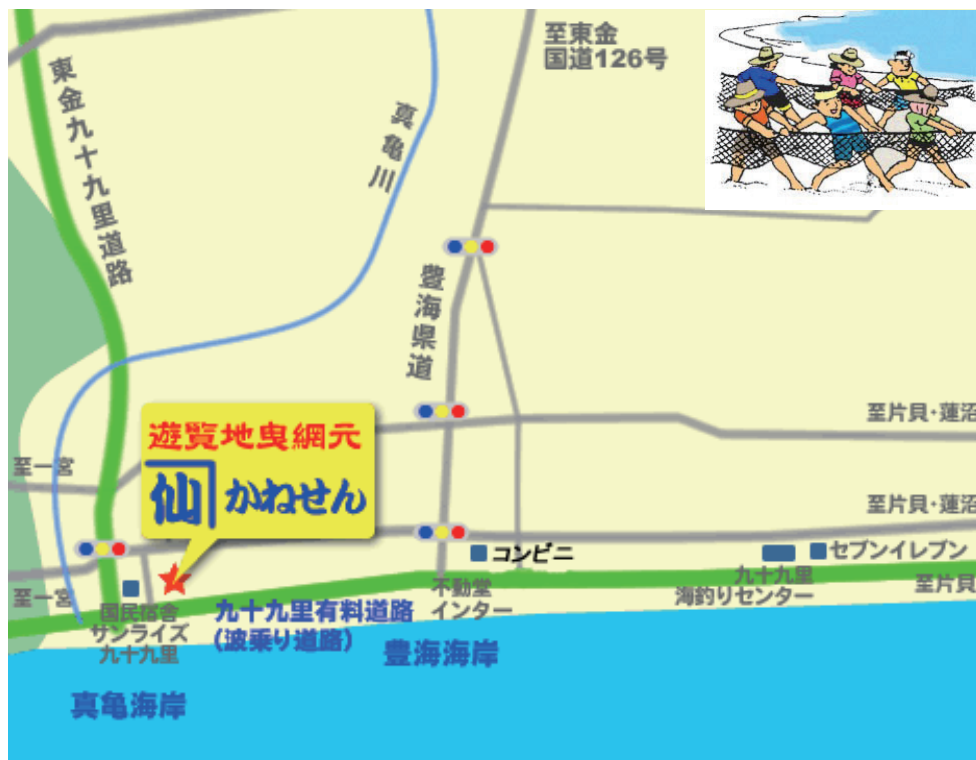 至東金
国道126号
東金九十九里道路
真亀川
豊海県道
至片貝・蓮沼
遊覧地曳網元
仙 かねせん
至一宮
至片貝・蓮沼
コンビニ
セブンイレブン
九十九里
海釣りセンター
至片貝
不動堂
インター
至一宮
国民宿舎
サンライズ
九十九里
九十九里有料道路
(波乗り道路)
豊海海岸
真亀海岸